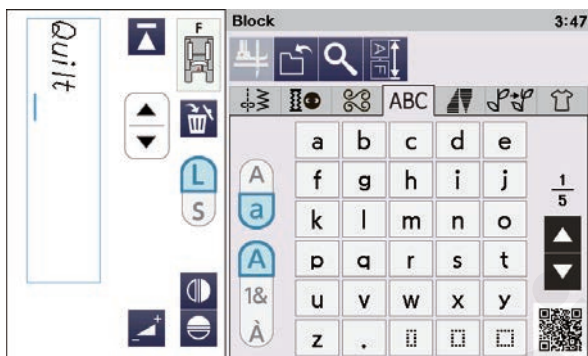 Block 3:47
Quilt
F
A F
ABC
L
S
A
a
A
1&
À
a b c d e
f g h i j
k l m n o
p q r s t
u v w x y
z .
1
5